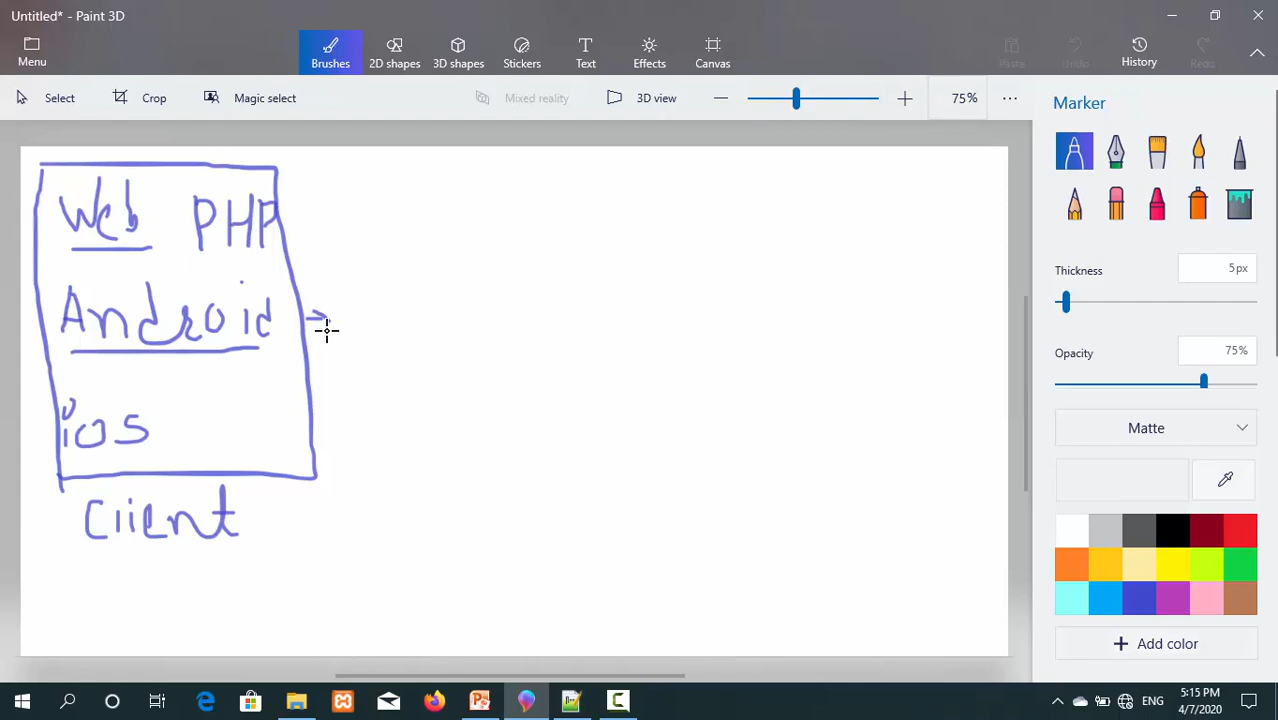 Untitled* - Paint 3D
Menu
Brushes
2D shapes
3D shapes
Stickers
Text
Effects
Canvas
Paste
Undo
History
Redo
Select
Crop
Magic select
Mixed reality
3D view
75%
Marker
Web PHP
Android
ios
Client
Thickness
5px
Opacity
75%
Matte
Add color
ENG
5:15 PM
4/7/2020